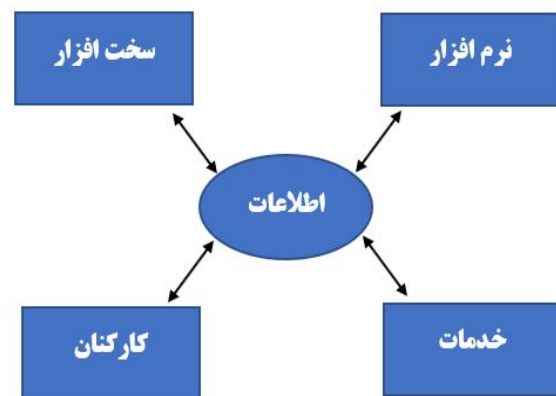 نرم افزار
سخت افزار
اطلاعات
خدمات
کارکنان